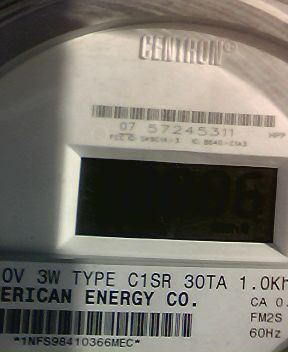 CENTRON®
07 57245311
0V 3W TYPE C1SR 30TA 1.0Kh
ERICAN ENERGY CO.
CA 0.
FM2S
60Hz
*1NFS98410366MEC*